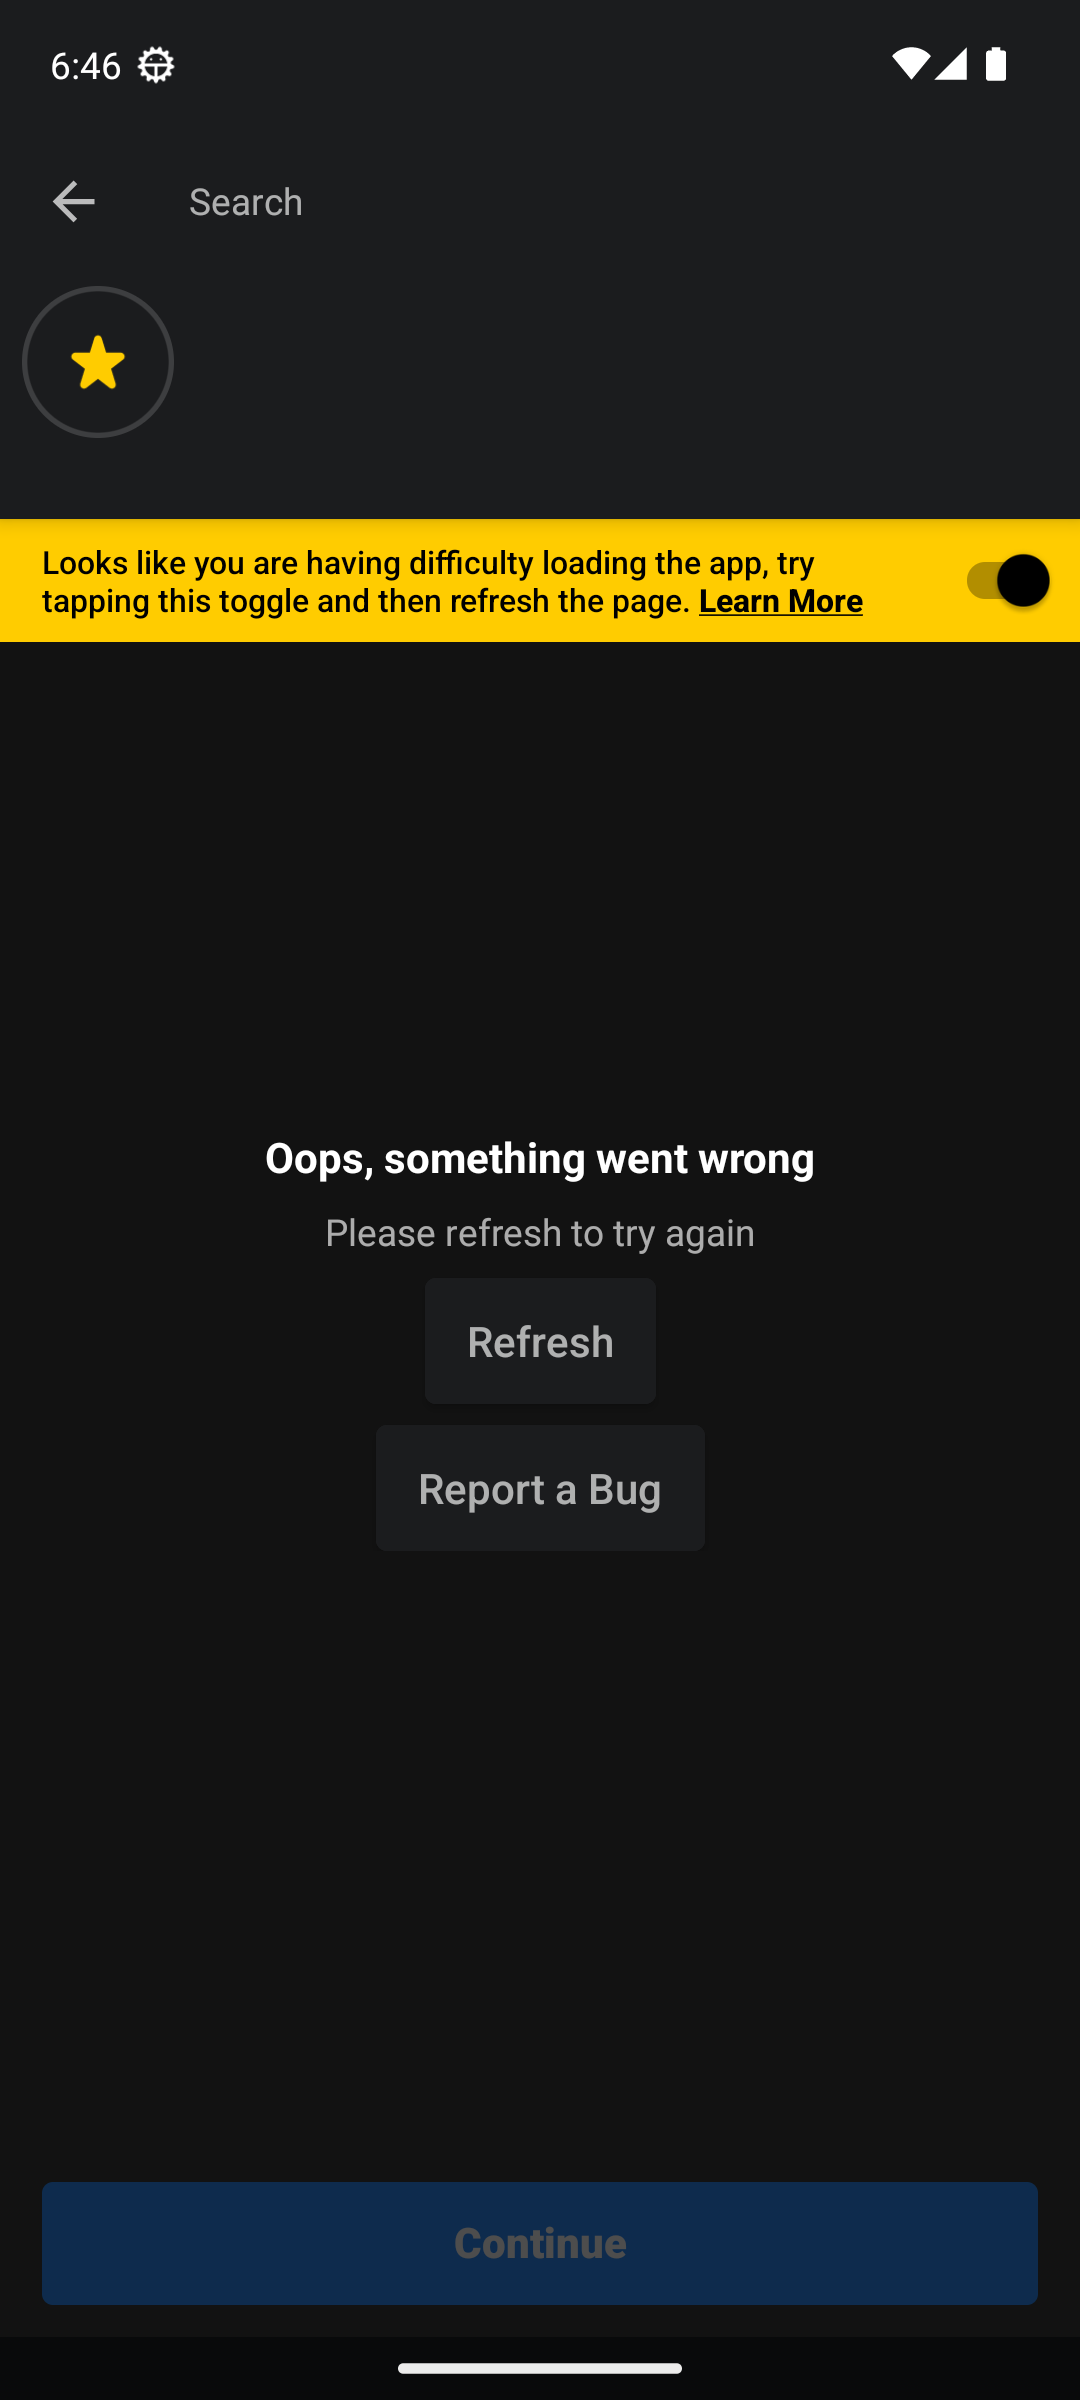 6:46
Search
Looks like you are having difficulty loading the app, try
tapping this toggle and then refresh the page. Learn More
Oops, something went wrong
Please refresh to try again
Refresh
Report a Bug
Continue